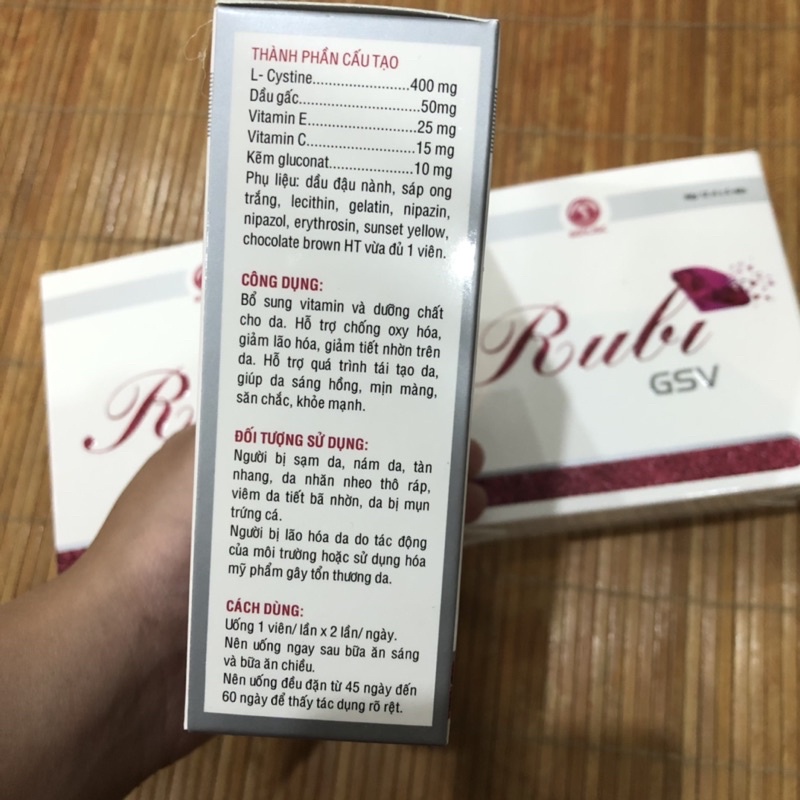 THÀNH PHẦN CẤU TẠO
L- Cystine........................400 mg
Dầu gấc...........................50mg
Vitamin E........................25 mg
Vitamin C........................15 mg
Kẽm gluconat...................10 mg
Phụ liệu: dầu đậu nành, sáp ong
trắng, lecithin, gelatin, nipazin,
nipazol, erythrosin, sunset yellow,
chocolate brown HT vừa đủ 1 viên.
CÔNG DỤNG:
Bổ sung vitamin và dưỡng chất
cho da. Hỗ trợ chống oxy hóa,
giảm lão hóa, giảm tiết nhờn trên
da. Hỗ trợ quá trình tái tạo da,
giúp da sáng hồng, mịn màng,
săn chắc, khỏe mạnh.
ĐỐI TƯỢNG SỬ DỤNG:
Người bị sạm da, nám da, tàn
nhang, da nhăn nheo thô ráp,
viêm da tiết bã nhờn, da bị mụn
trứng cá.
Người bị lão hóa da do tác động
của môi trường hoặc sử dụng hóa
mỹ phẩm gây tổn thương da.
CÁCH DÙNG:
Uống 1 viên/ lần x 2 lần/ ngày.
Nên uống ngay sau bữa ăn sáng
và bữa ăn chiều.
Nên uống đều đặn từ 45 ngày đến
60 ngày để thấy tác dụng rõ rệt.
Rubi
GSV
R